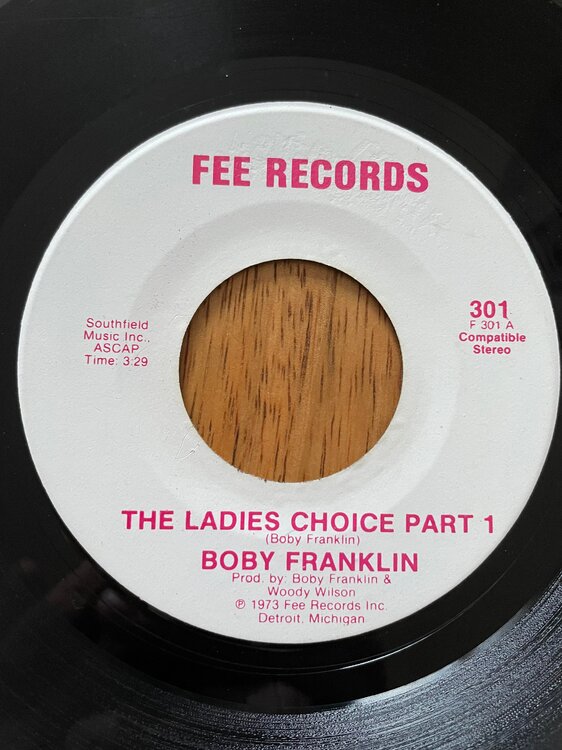 FEE RECORDS
Southfield
Music Inc.,
ASCAP
Time: 3:29
301
F 301 A
Compatible
Stereo
THE LADIES CHOICE PART 1
(Boby Franklin)
BOBY FRANKLIN
Prod. by: Boby Franklin &
Woody Wilson
℗ 1973 Fee Records Inc.
Detroit, Michigan